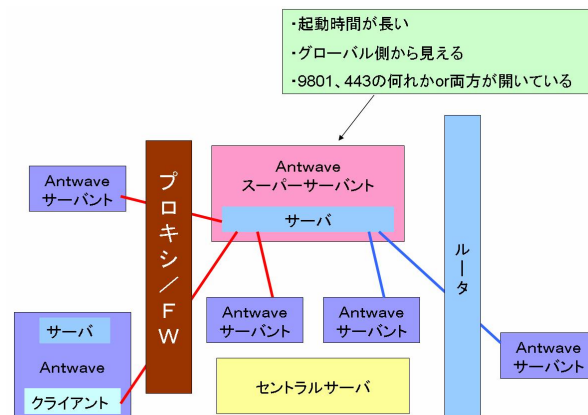 ・起動時間が長い
・グローバル側から見える
・9801、443の何れかor両方が開いている
Antwave
スーパーサーバント
サーバ
Antwave
サーバント
プロキシ/FW
ルータ
Antwave
サーバント
Antwave
サーバント
サーバ
Antwave
クライアント
セントラルサーバ
Antwave
サーバント